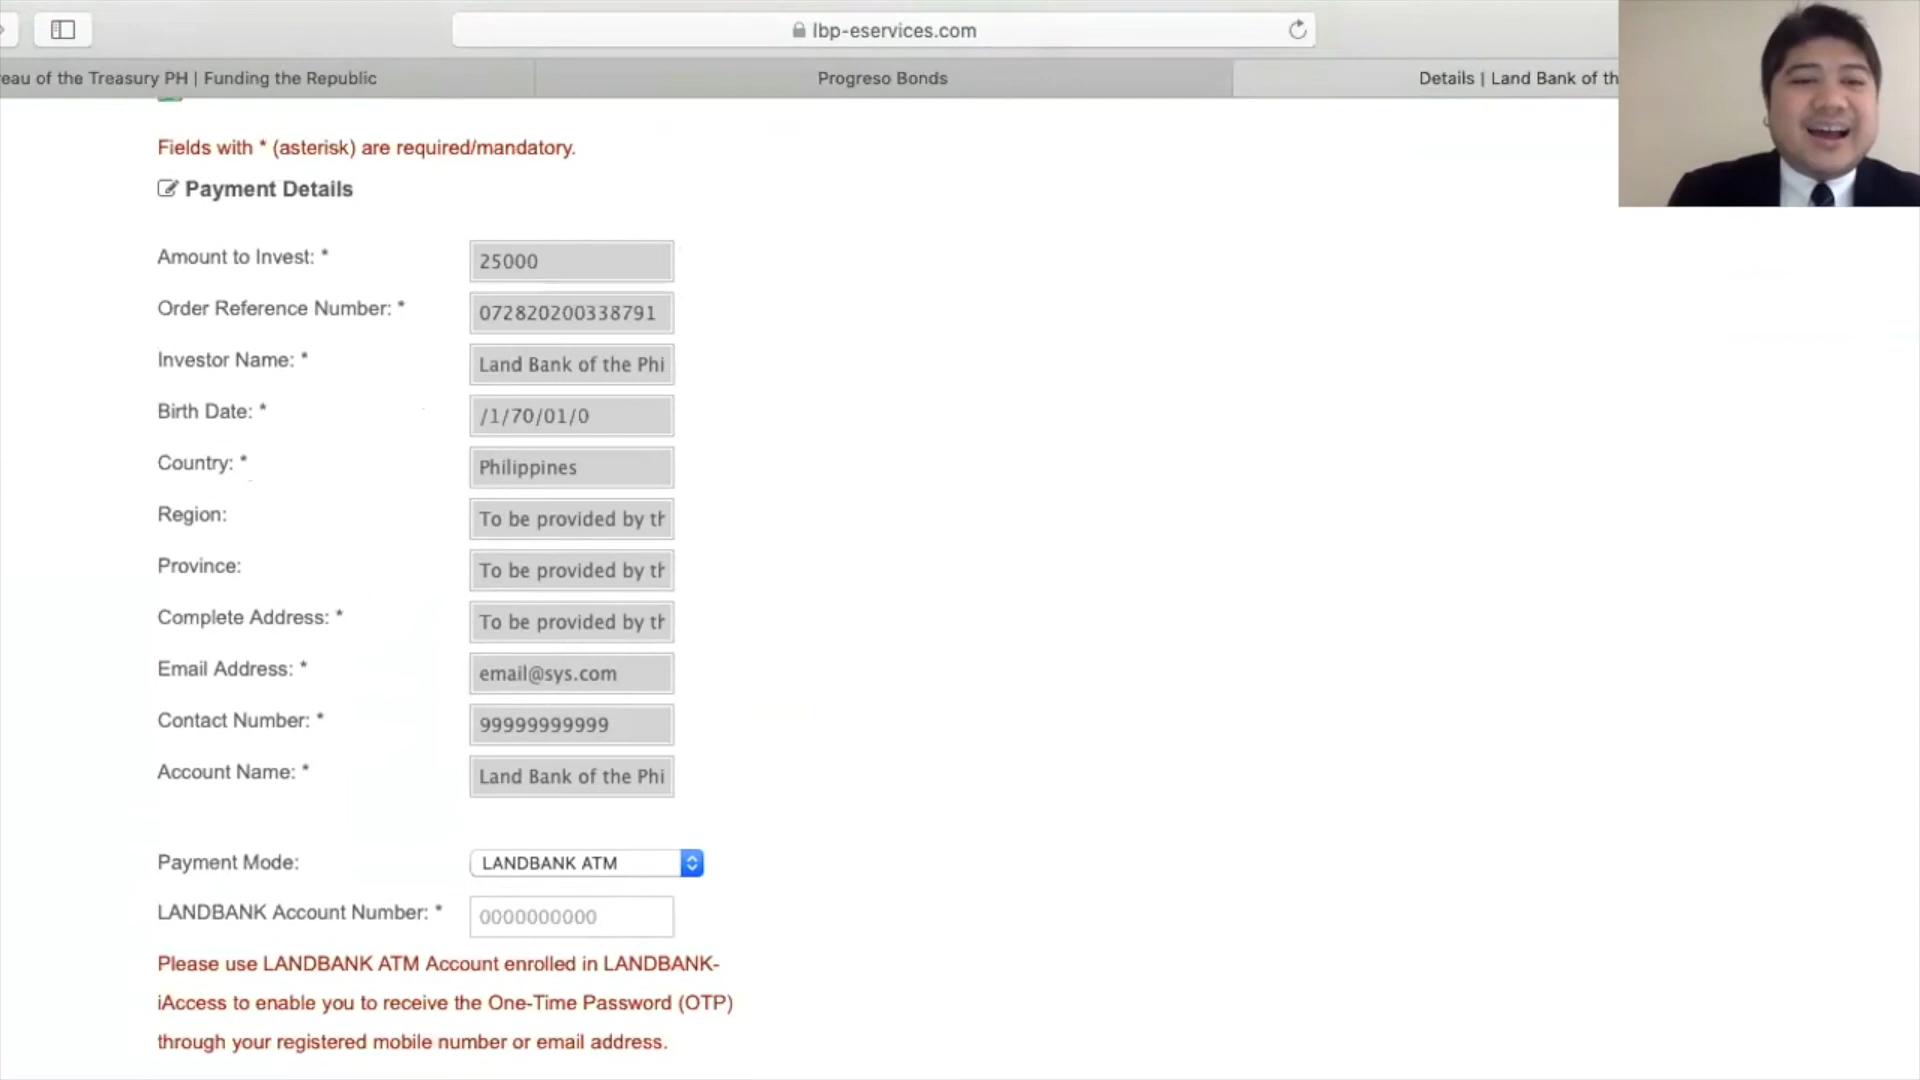 lbp-eservices.com
eau of the Treasury PH | Funding the Republic
Progreso Bonds
Details | Land Bank of th
Fields with * (asterisk) are required/mandatory.
Payment Details
Amount to Invest: * 25000
Order Reference Number: * 072820200338791
Investor Name: * Land Bank of the Phi
Birth Date: * /1/70/01/0
Country: * Philippines
Region: To be provided by th
Province: To be provided by th
Complete Address: * To be provided by th
Email Address: * email@sys.com
Contact Number: * 99999999999
Account Name: * Land Bank of the Phi
Payment Mode: LANDBANK ATM
LANDBANK Account Number: * 0000000000
Please use LANDBANK ATM Account enrolled in LANDBANK-
iAccess to enable you to receive the One-Time Password (OTP)
through your registered mobile number or email address.